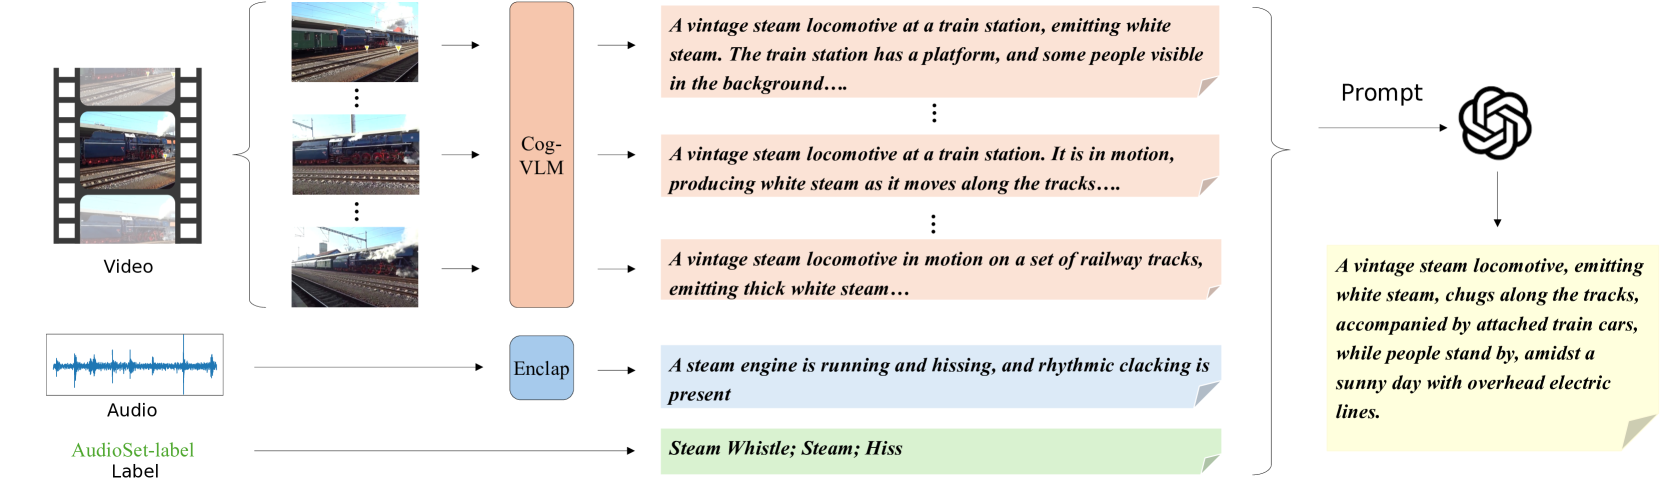 Video
Audio
AudioSet-label
Label
Cog-
VLM
Enclap
A vintage steam locomotive at a train station, emitting white
steam. The train station has a platform, and some people visible
in the background….
A vintage steam locomotive at a train station. It is in motion,
producing white steam as it moves along the tracks….
A vintage steam locomotive in motion on a set of railway tracks,
emitting thick white steam…
A steam engine is running and hissing, and rhythmic clacking is
present
Steam Whistle; Steam; Hiss
Prompt
A vintage steam locomotive, emitting
white steam, chugs along the tracks,
accompanied by attached train cars,
while people stand by, amidst a
sunny day with overhead electric
lines.